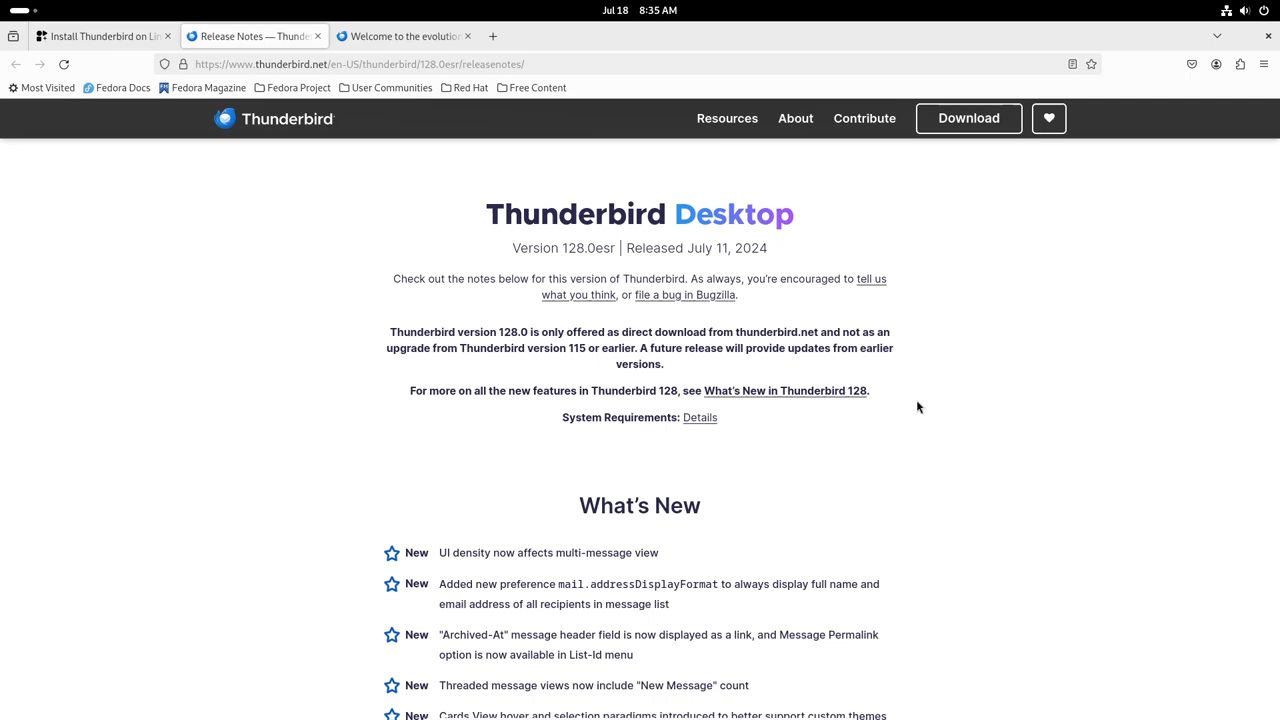 Jul 18 8:35 AM
Install Thunderbird on Lin
Release Notes — Thunde
Welcome to the evolution
https://www.thunderbird.net/en-US/thunderbird/128.0esr/releasenotes/
Most Visited Fedora Docs Fedora Magazine Fedora Project User Communities Red Hat Free Content
Thunderbird Resources About Contribute Download
Thunderbird Desktop
Version 128.0esr | Released July 11, 2024
Check out the notes below for this version of Thunderbird. As always, you’re encouraged to tell us
what you think, or file a bug in Bugzilla.
Thunderbird version 128.0 is only offered as direct download from thunderbird.net and not as an
upgrade from Thunderbird version 115 or earlier. A future release will provide updates from earlier
versions.
For more on all the new features in Thunderbird 128, see What’s New in Thunderbird 128.
System Requirements: Details
What’s New
New UI density now affects multi-message view
New Added new preference mail.addressDisplayFormat to always display full name and
email address of all recipients in message list
New "Archived-At" message header field is now displayed as a link, and Message Permalink
option is now available in List-Id menu
New Threaded message views now include "New Message" count
New Cards View hover and selection paradigms introduced to better support custom themes